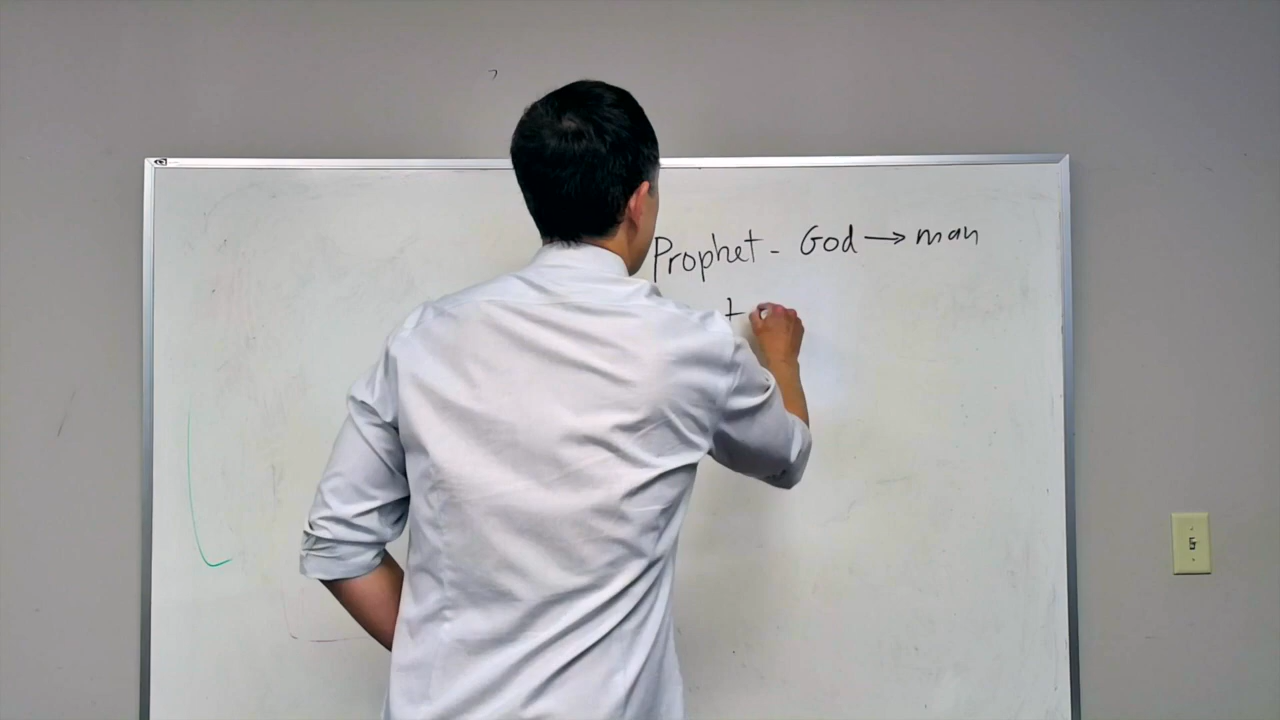 Prophet - God → man
+